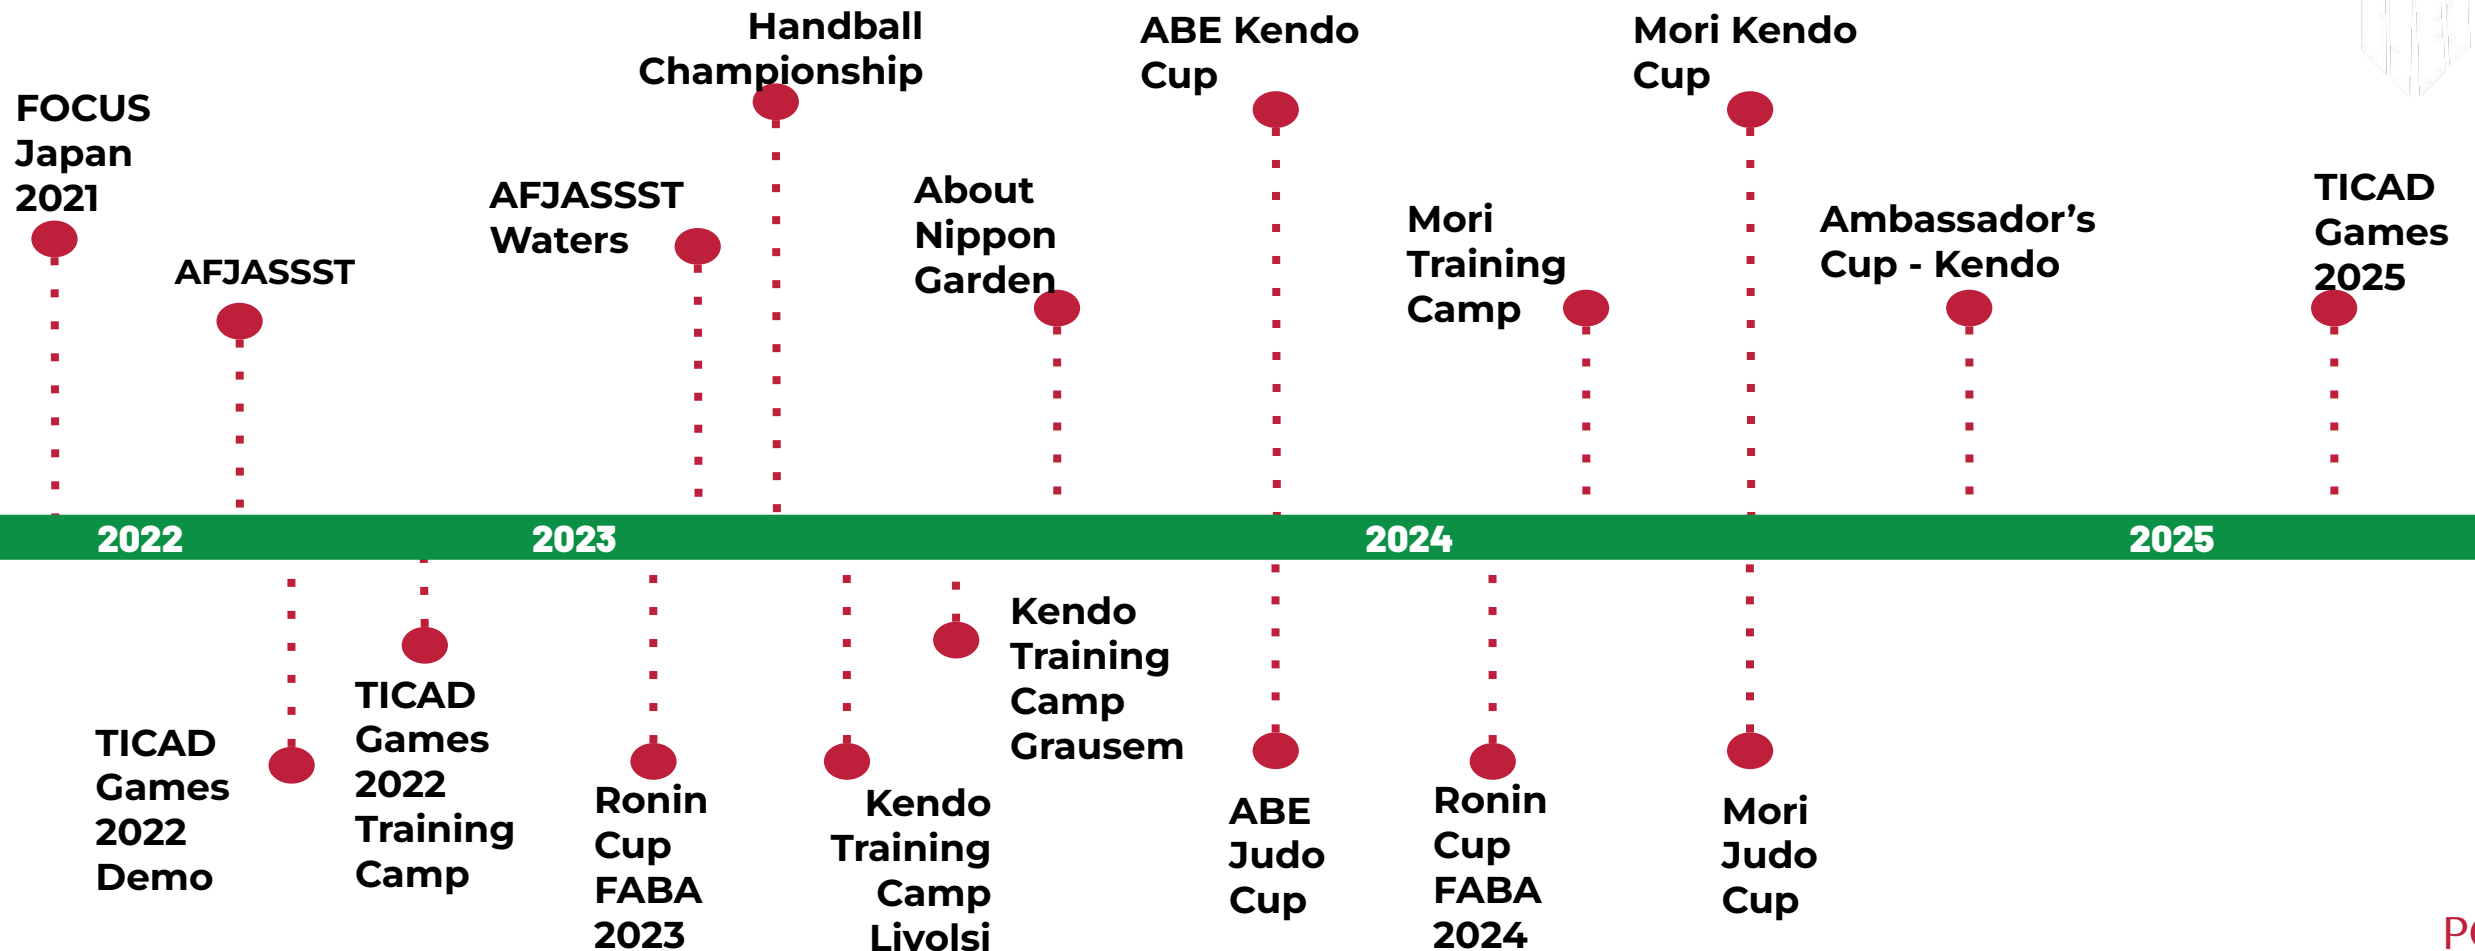 FOCUS
Japan
2021
AFJASSST
AFJASSST
Waters
Handball
Championship
About
Nippon
Garden
ABE Kendo
Cup
Mori
Training
Camp
Mori Kendo
Cup
Ambassador’s
Cup - Kendo
TICAD
Games
2025
2022
2023
2024
2025
TICAD
Games
2022
Demo
TICAD
Games
2022
Training
Camp
Ronin
Cup
FABA
2023
Kendo
Training
Camp
Livolsi
Kendo
Training
Camp
Grausem
ABE
Judo
Cup
Ronin
Cup
FABA
2024
Mori
Judo
Cup